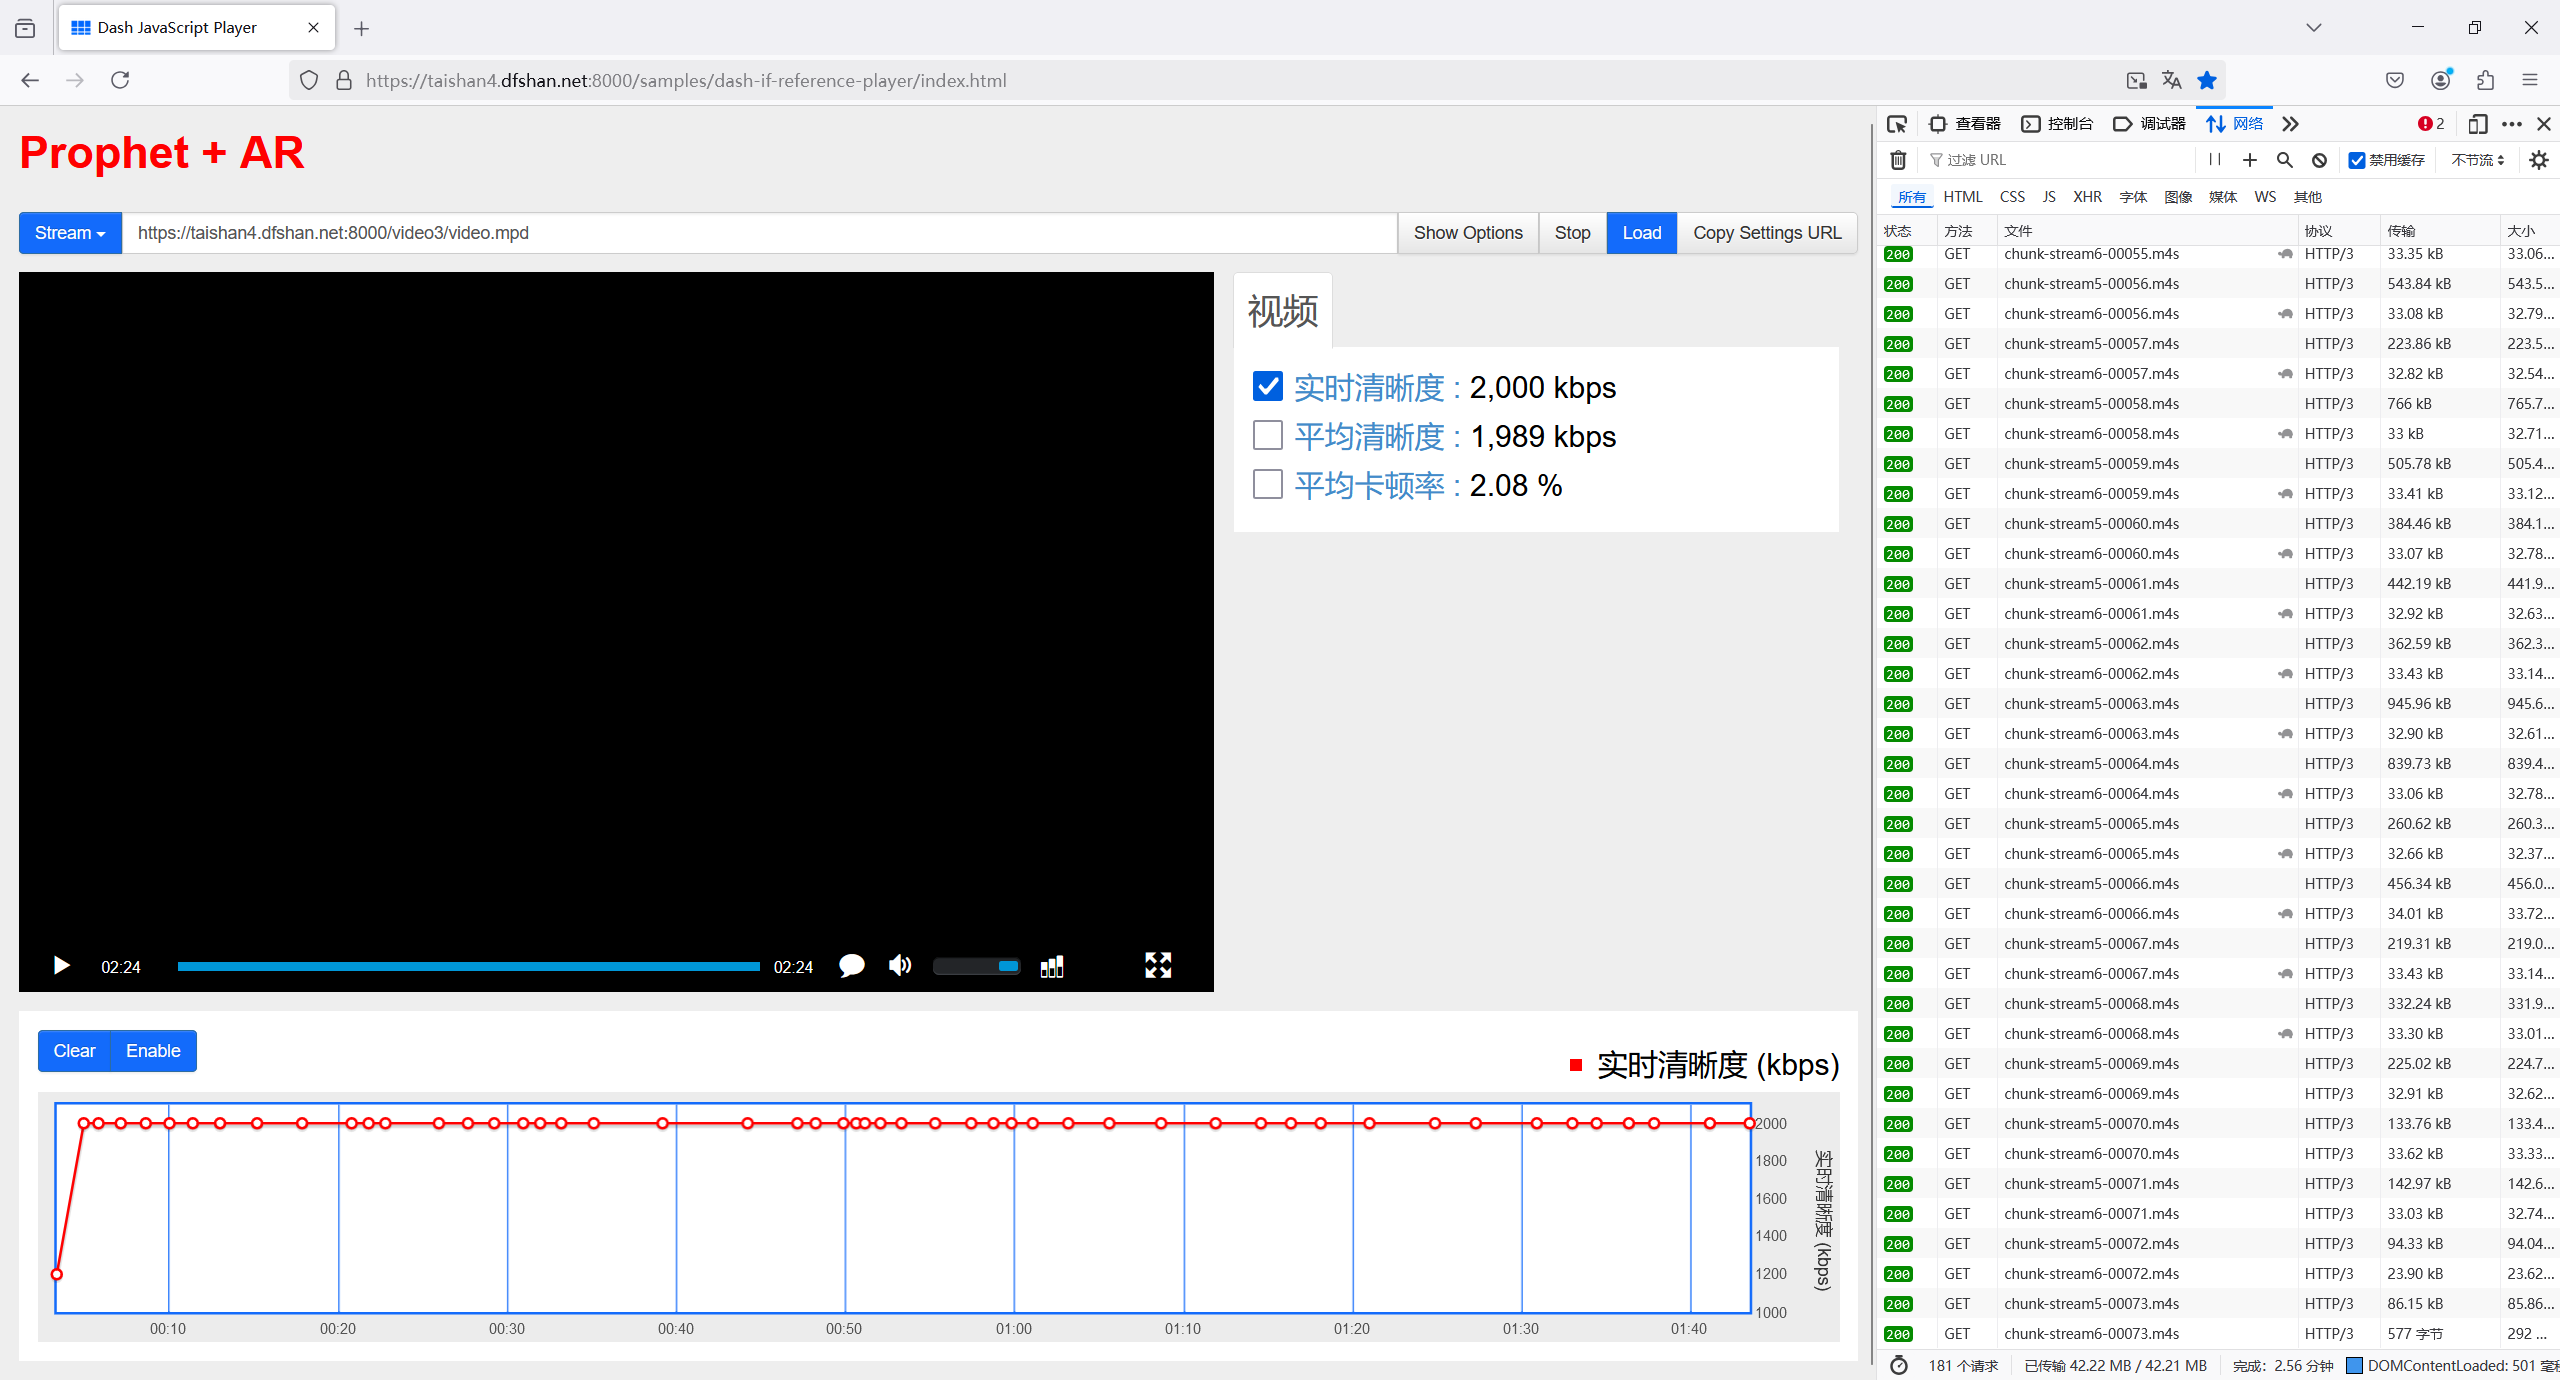 Dash JavaScript Player
https://taishan4.dfshan.net:8000/samples/dash-if-reference-player/index.html
Prophet + AR
Stream
https://taishan4.dfshan.net:8000/video3/video.mpd
Show Options
Stop
Load
Copy Settings URL
视频
实时清晰度 : 2,000 kbps
平均清晰度 : 1,989 kbps
平均卡顿率 : 2.08 %
02:24
02:24
Clear
Enable
实时清晰度 (kbps)
2000
1800
1600
1400
1200
1000
实时清晰度 (kbps)
00:10 00:20 00:30 00:40 00:50 01:00 01:10 01:20 01:30 01:40
查看器 控制台 调试器 网络 2
过滤 URL 禁用缓存 不节流
所有 HTML CSS JS XHR 字体 图像 媒体 WS 其他
状态 方法 文件 协议 传输 大小
200 GET chunk-stream6-00055.m4s HTTP/3 33.35 kB 33.06...
200 GET chunk-stream5-00056.m4s HTTP/3 543.84 kB 543.5...
200 GET chunk-stream6-00056.m4s HTTP/3 33.08 kB 32.79...
200 GET chunk-stream5-00057.m4s HTTP/3 223.86 kB 223.5...
200 GET chunk-stream6-00057.m4s HTTP/3 32.82 kB 32.54...
200 GET chunk-stream5-00058.m4s HTTP/3 766 kB 765.7...
200 GET chunk-stream6-00058.m4s HTTP/3 33 kB 32.71...
200 GET chunk-stream5-00059.m4s HTTP/3 505.78 kB 505.4...
200 GET chunk-stream6-00059.m4s HTTP/3 33.41 kB 33.12...
200 GET chunk-stream5-00060.m4s HTTP/3 384.46 kB 384.1...
200 GET chunk-stream6-00060.m4s HTTP/3 33.07 kB 32.78...
200 GET chunk-stream5-00061.m4s HTTP/3 442.19 kB 441.9...
200 GET chunk-stream6-00061.m4s HTTP/3 32.92 kB 32.63...
200 GET chunk-stream5-00062.m4s HTTP/3 362.59 kB 362.3...
200 GET chunk-stream6-00062.m4s HTTP/3 33.43 kB 33.14...
200 GET chunk-stream5-00063.m4s HTTP/3 945.96 kB 945.6...
200 GET chunk-stream6-00063.m4s HTTP/3 32.90 kB 32.61...
200 GET chunk-stream5-00064.m4s HTTP/3 839.73 kB 839.4...
200 GET chunk-stream6-00064.m4s HTTP/3 33.06 kB 32.78...
200 GET chunk-stream5-00065.m4s HTTP/3 260.62 kB 260.3...
200 GET chunk-stream6-00065.m4s HTTP/3 32.66 kB 32.37...
200 GET chunk-stream5-00066.m4s HTTP/3 456.34 kB 456.0...
200 GET chunk-stream6-00066.m4s HTTP/3 34.01 kB 33.72...
200 GET chunk-stream5-00067.m4s HTTP/3 219.31 kB 219.0...
200 GET chunk-stream6-00067.m4s HTTP/3 33.43 kB 33.14...
200 GET chunk-stream5-00068.m4s HTTP/3 332.24 kB 331.9...
200 GET chunk-stream6-00068.m4s HTTP/3 33.30 kB 33.01...
200 GET chunk-stream5-00069.m4s HTTP/3 225.02 kB 224.7...
200 GET chunk-stream6-00069.m4s HTTP/3 32.91 kB 32.62...
200 GET chunk-stream5-00070.m4s HTTP/3 133.76 kB 133.4...
200 GET chunk-stream6-00070.m4s HTTP/3 33.62 kB 33.33...
200 GET chunk-stream5-00071.m4s HTTP/3 142.97 kB 142.6...
200 GET chunk-stream6-00071.m4s HTTP/3 33.03 kB 32.74...
200 GET chunk-stream5-00072.m4s HTTP/3 94.33 kB 94.04...
200 GET chunk-stream6-00072.m4s HTTP/3 23.90 kB 23.62...
200 GET chunk-stream5-00073.m4s HTTP/3 86.15 kB 85.86...
200 GET chunk-stream6-00073.m4s HTTP/3 577 字节 292 ...
181 个请求 已传输 42.22 MB / 42.21 MB 完成：2.56 分钟 DOMContentLoaded: 501 毫